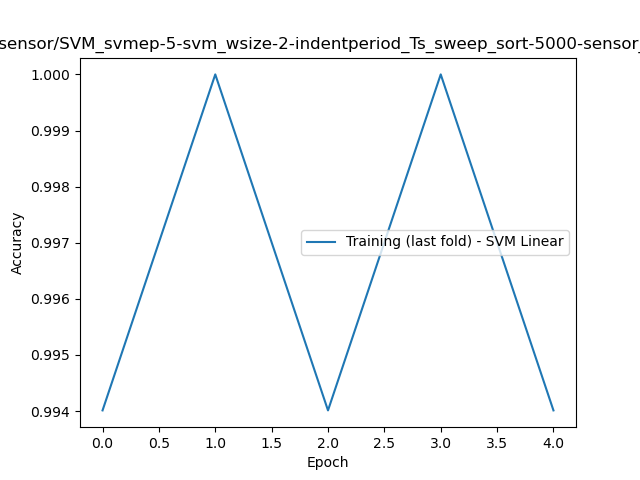 sensor/SVM_svmep-5-svm_wsize-2-indentperiod_Ts_sweep_sort-5000-sensor_
1.000
0.999
0.998
0.997
0.996
0.995
0.994
Accuracy
Training (last fold) - SVM Linear
0.0 0.5 1.0 1.5 2.0 2.5 3.0 3.5 4.0
Epoch